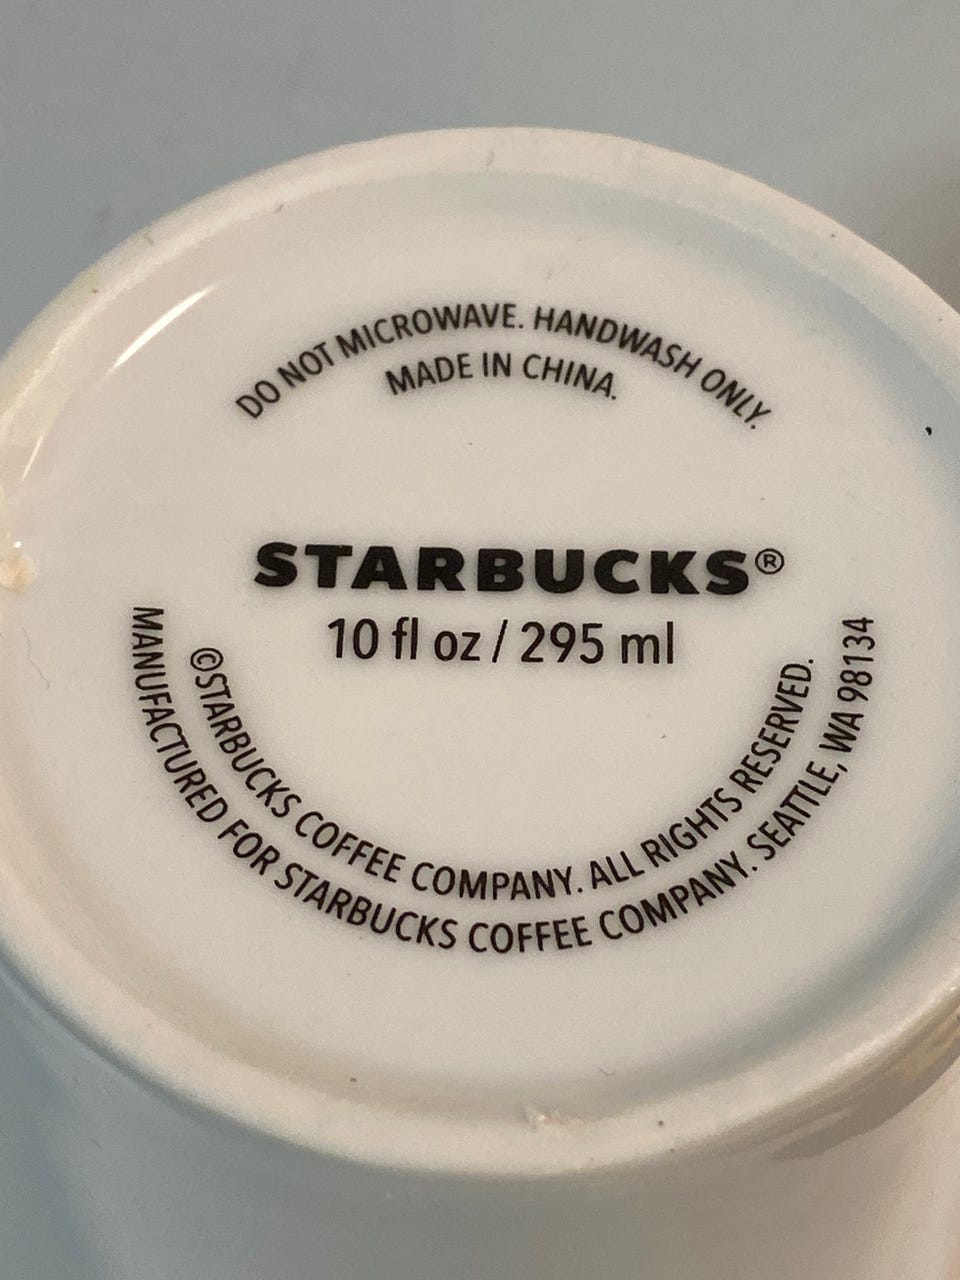 DO NOT MICROWAVE. HANDWASH ONLY.
MADE IN CHINA.
STARBUCKS®
10 fl oz / 295 ml
©STARBUCKS COFFEE COMPANY. ALL RIGHTS RESERVED.
MANUFACTURED FOR STARBUCKS COFFEE COMPANY. SEATTLE, WA 98134